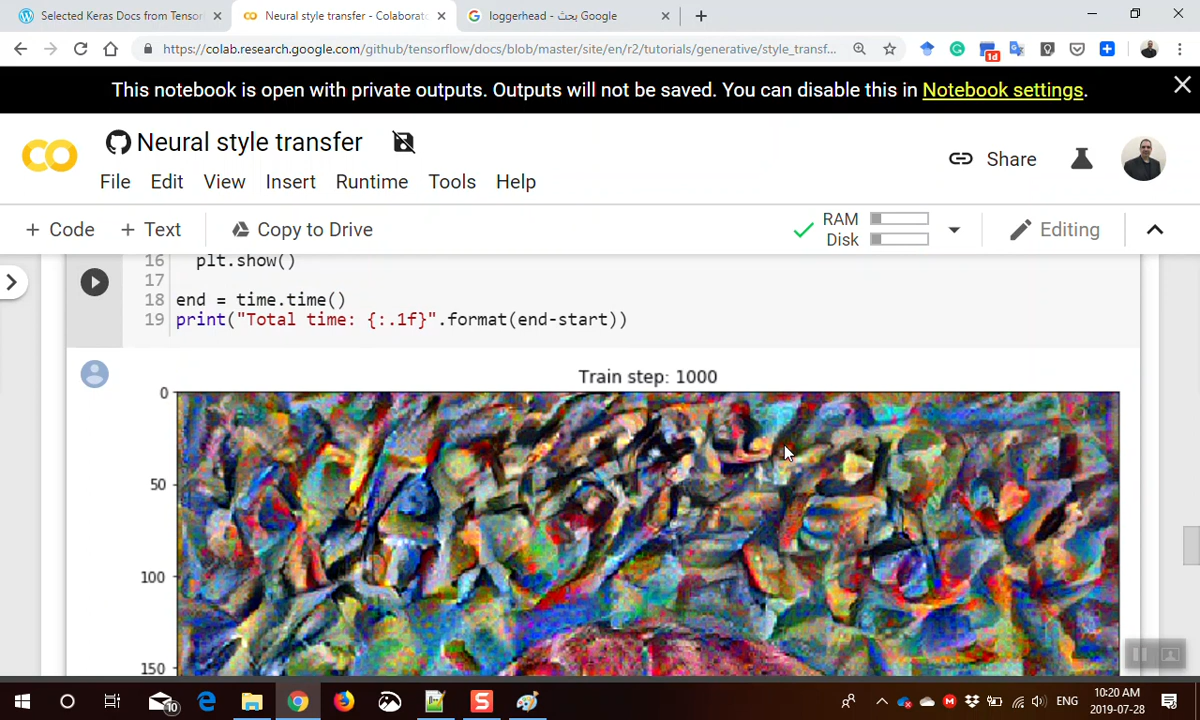 Selected Keras Docs from Tensorl
Neural style transfer - Colaborato
loggerhead - بحث Google
https://colab.research.google.com/github/tensorflow/docs/blob/master/site/en/r2/tutorials/generative/style_transf...
1d
This notebook is open with private outputs. Outputs will not be saved. You can disable this in Notebook settings.
Neural style transfer
Share
File Edit View Insert Runtime Tools Help
+ Code + Text Copy to Drive
RAM
Disk
Editing
16 plt.show()
17
18 end = time.time()
19 print("Total time: {:.1f}".format(end-start))
Train step: 1000
0
50
100
150
10
ENG
10:20 AM
2019-07-28